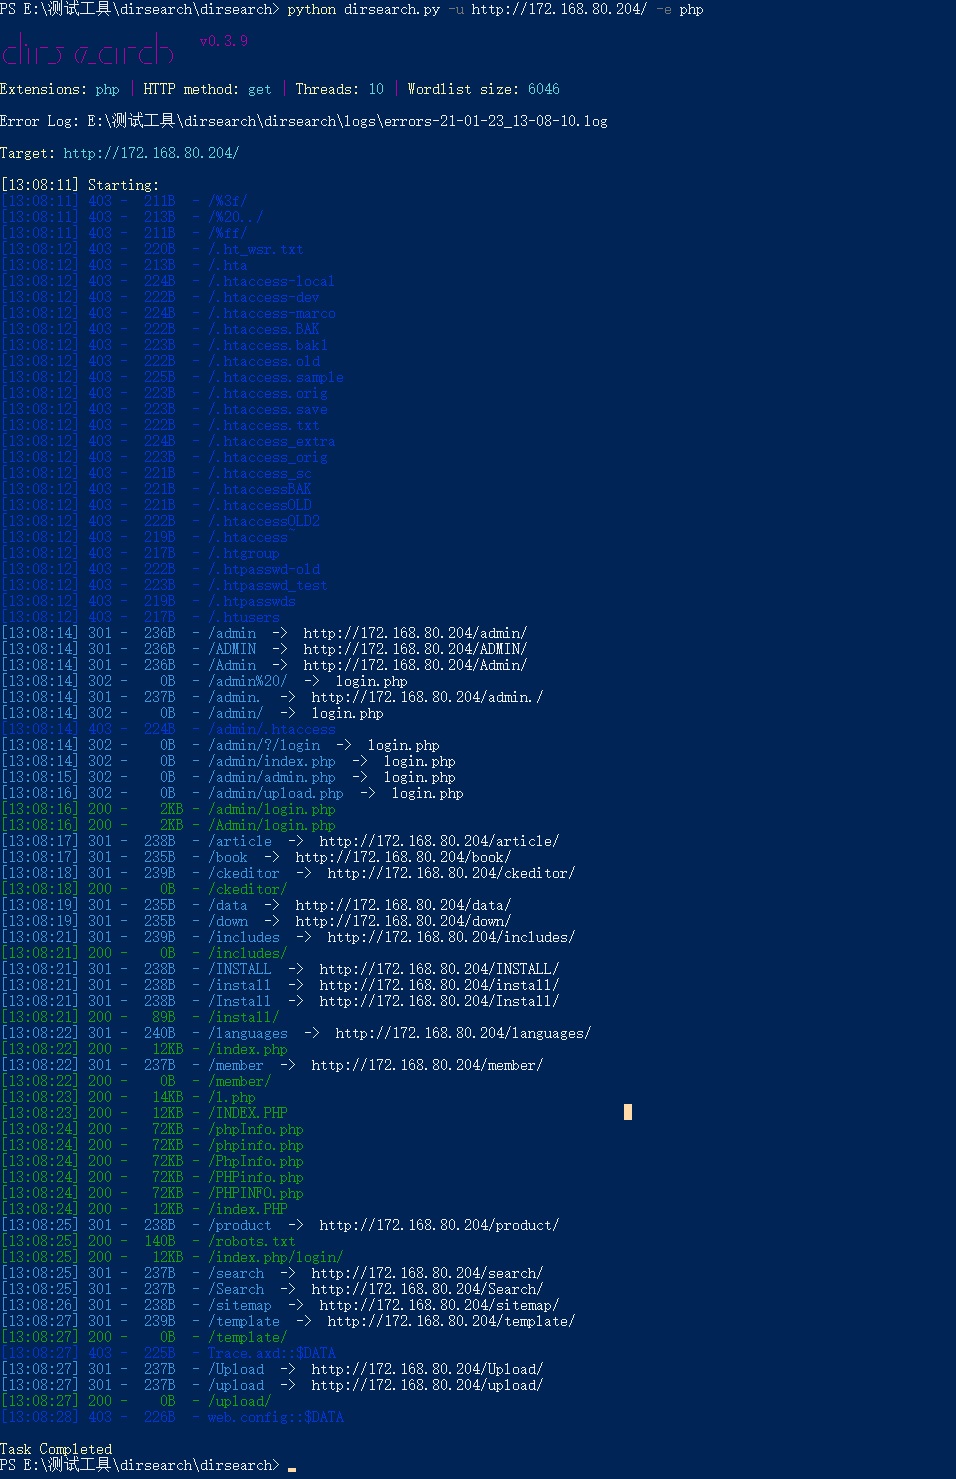 PS E:\测试工具\dirsearch\dirsearch> python dirsearch.py -u http://172.168.80.204/ -e php
v0.3.9
Extensions: php | HTTP method: get | Threads: 10 | Wordlist size: 6046
Error Log: E:\测试工具\dirsearch\dirsearch\logs\errors-21-01-23_13-08-10.log
Target: http://172.168.80.204/
[13:08:11] Starting:
[13:08:11] 403 -  211B  - /%3f/
[13:08:11] 403 -  213B  - /%20../
[13:08:11] 403 -  211B  - /%ff/
[13:08:12] 403 -  220B  - /.ht_wsr.txt
[13:08:12] 403 -  213B  - /.hta
[13:08:12] 403 -  224B  - /.htaccess-local
[13:08:12] 403 -  222B  - /.htaccess-dev
[13:08:12] 403 -  224B  - /.htaccess-marco
[13:08:12] 403 -  222B  - /.htaccess.BAK
[13:08:12] 403 -  223B  - /.htaccess.bak1
[13:08:12] 403 -  222B  - /.htaccess.old
[13:08:12] 403 -  225B  - /.htaccess.sample
[13:08:12] 403 -  223B  - /.htaccess.orig
[13:08:12] 403 -  223B  - /.htaccess.save
[13:08:12] 403 -  222B  - /.htaccess.txt
[13:08:12] 403 -  224B  - /.htaccess_extra
[13:08:12] 403 -  223B  - /.htaccess_orig
[13:08:12] 403 -  221B  - /.htaccess_sc
[13:08:12] 403 -  221B  - /.htaccessBAK
[13:08:12] 403 -  221B  - /.htaccessOLD
[13:08:12] 403 -  222B  - /.htaccessOLD2
[13:08:12] 403 -  219B  - /.htaccess~
[13:08:12] 403 -  217B  - /.htgroup
[13:08:12] 403 -  222B  - /.htpasswd-old
[13:08:12] 403 -  223B  - /.htpasswd_test
[13:08:12] 403 -  219B  - /.htpasswds
[13:08:12] 403 -  217B  - /.htusers
[13:08:14] 301 -  236B  - /admin  ->  http://172.168.80.204/admin/
[13:08:14] 301 -  236B  - /ADMIN  ->  http://172.168.80.204/ADMIN/
[13:08:14] 301 -  236B  - /Admin  ->  http://172.168.80.204/Admin/
[13:08:14] 302 -    0B  - /admin%20/  ->  login.php
[13:08:14] 301 -  237B  - /admin.  ->  http://172.168.80.204/admin./
[13:08:14] 302 -    0B  - /admin/  ->  login.php
[13:08:14] 403 -  224B  - /admin/.htaccess
[13:08:14] 302 -    0B  - /admin/?/login  ->  login.php
[13:08:14] 302 -    0B  - /admin/index.php  ->  login.php
[13:08:15] 302 -    0B  - /admin/admin.php  ->  login.php
[13:08:16] 302 -    0B  - /admin/upload.php  ->  login.php
[13:08:16] 200 -    2KB - /admin/login.php
[13:08:16] 200 -    2KB - /Admin/login.php
[13:08:17] 301 -  238B  - /article  ->  http://172.168.80.204/article/
[13:08:17] 301 -  235B  - /book  ->  http://172.168.80.204/book/
[13:08:18] 301 -  239B  - /ckeditor  ->  http://172.168.80.204/ckeditor/
[13:08:18] 200 -    0B  - /ckeditor/
[13:08:19] 301 -  235B  - /data  ->  http://172.168.80.204/data/
[13:08:19] 301 -  235B  - /down  ->  http://172.168.80.204/down/
[13:08:21] 301 -  239B  - /includes  ->  http://172.168.80.204/includes/
[13:08:21] 200 -    0B  - /includes/
[13:08:21] 301 -  238B  - /INSTALL  ->  http://172.168.80.204/INSTALL/
[13:08:21] 301 -  238B  - /install  ->  http://172.168.80.204/install/
[13:08:21] 301 -  238B  - /Install  ->  http://172.168.80.204/Install/
[13:08:21] 200 -   89B  - /install/
[13:08:22] 301 -  240B  - /languages  ->  http://172.168.80.204/languages/
[13:08:22] 200 -   12KB - /index.php
[13:08:22] 301 -  237B  - /member  ->  http://172.168.80.204/member/
[13:08:22] 200 -    0B  - /member/
[13:08:23] 200 -   14KB - /1.php
[13:08:23] 200 -   12KB - /INDEX.PHP
[13:08:24] 200 -   72KB - /phpInfo.php
[13:08:24] 200 -   72KB - /phpinfo.php
[13:08:24] 200 -   72KB - /PhpInfo.php
[13:08:24] 200 -   72KB - /PHPinfo.php
[13:08:24] 200 -   72KB - /PHPINFO.php
[13:08:24] 200 -   12KB - /index.PHP
[13:08:25] 301 -  238B  - /product  ->  http://172.168.80.204/product/
[13:08:25] 200 -  140B  - /robots.txt
[13:08:25] 200 -   12KB - /index.php/login/
[13:08:25] 301 -  237B  - /search  ->  http://172.168.80.204/search/
[13:08:25] 301 -  237B  - /Search  ->  http://172.168.80.204/Search/
[13:08:26] 301 -  238B  - /sitemap  ->  http://172.168.80.204/sitemap/
[13:08:27] 301 -  239B  - /template  ->  http://172.168.80.204/template/
[13:08:27] 200 -    0B  - /template/
[13:08:27] 403 -  225B  - Trace.axd::$DATA
[13:08:27] 301 -  237B  - /Upload  ->  http://172.168.80.204/Upload/
[13:08:27] 301 -  237B  - /upload  ->  http://172.168.80.204/upload/
[13:08:27] 200 -    0B  - /upload/
[13:08:28] 403 -  226B  - web.config::$DATA
Task Completed
PS E:\测试工具\dirsearch\dirsearch>